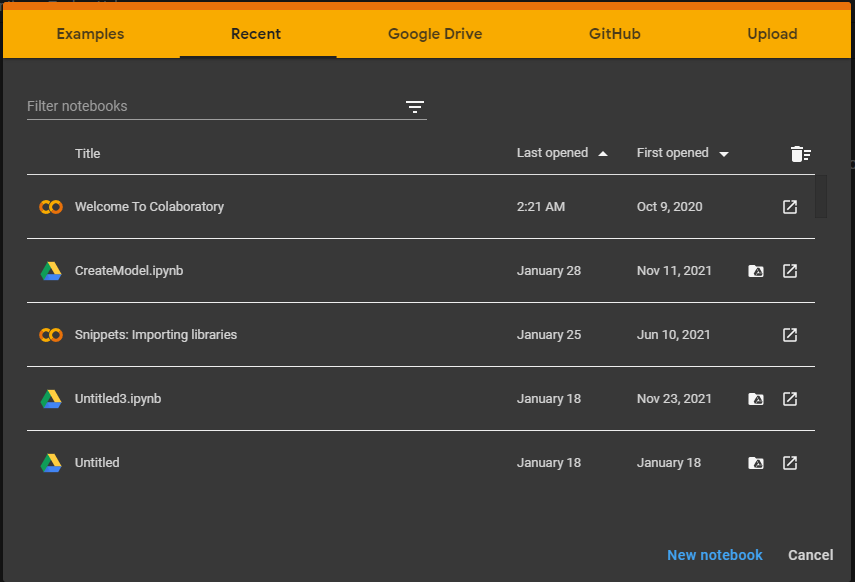 Examples Recent Google Drive GitHub Upload
Filter notebooks
Title Last opened First opened
Welcome To Colaboratory 2:21 AM Oct 9, 2020
CreateModel.ipynb January 28 Nov 11, 2021
Snippets: Importing libraries January 25 Jun 10, 2021
Untitled3.ipynb January 18 Nov 23, 2021
Untitled January 18 January 18
New notebook Cancel